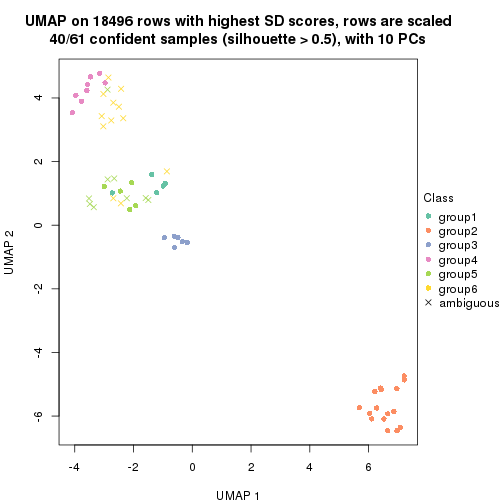 UMAP on 18496 rows with highest SD scores, rows are scaled
40/61 confident samples (silhouette > 0.5), with 10 PCs
4
2
0
-2
-4
-6
UMAP 2
-4
-2
0
2
4
6
UMAP 1
Class
group1
group2
group3
group4
group5
group6
ambiguous